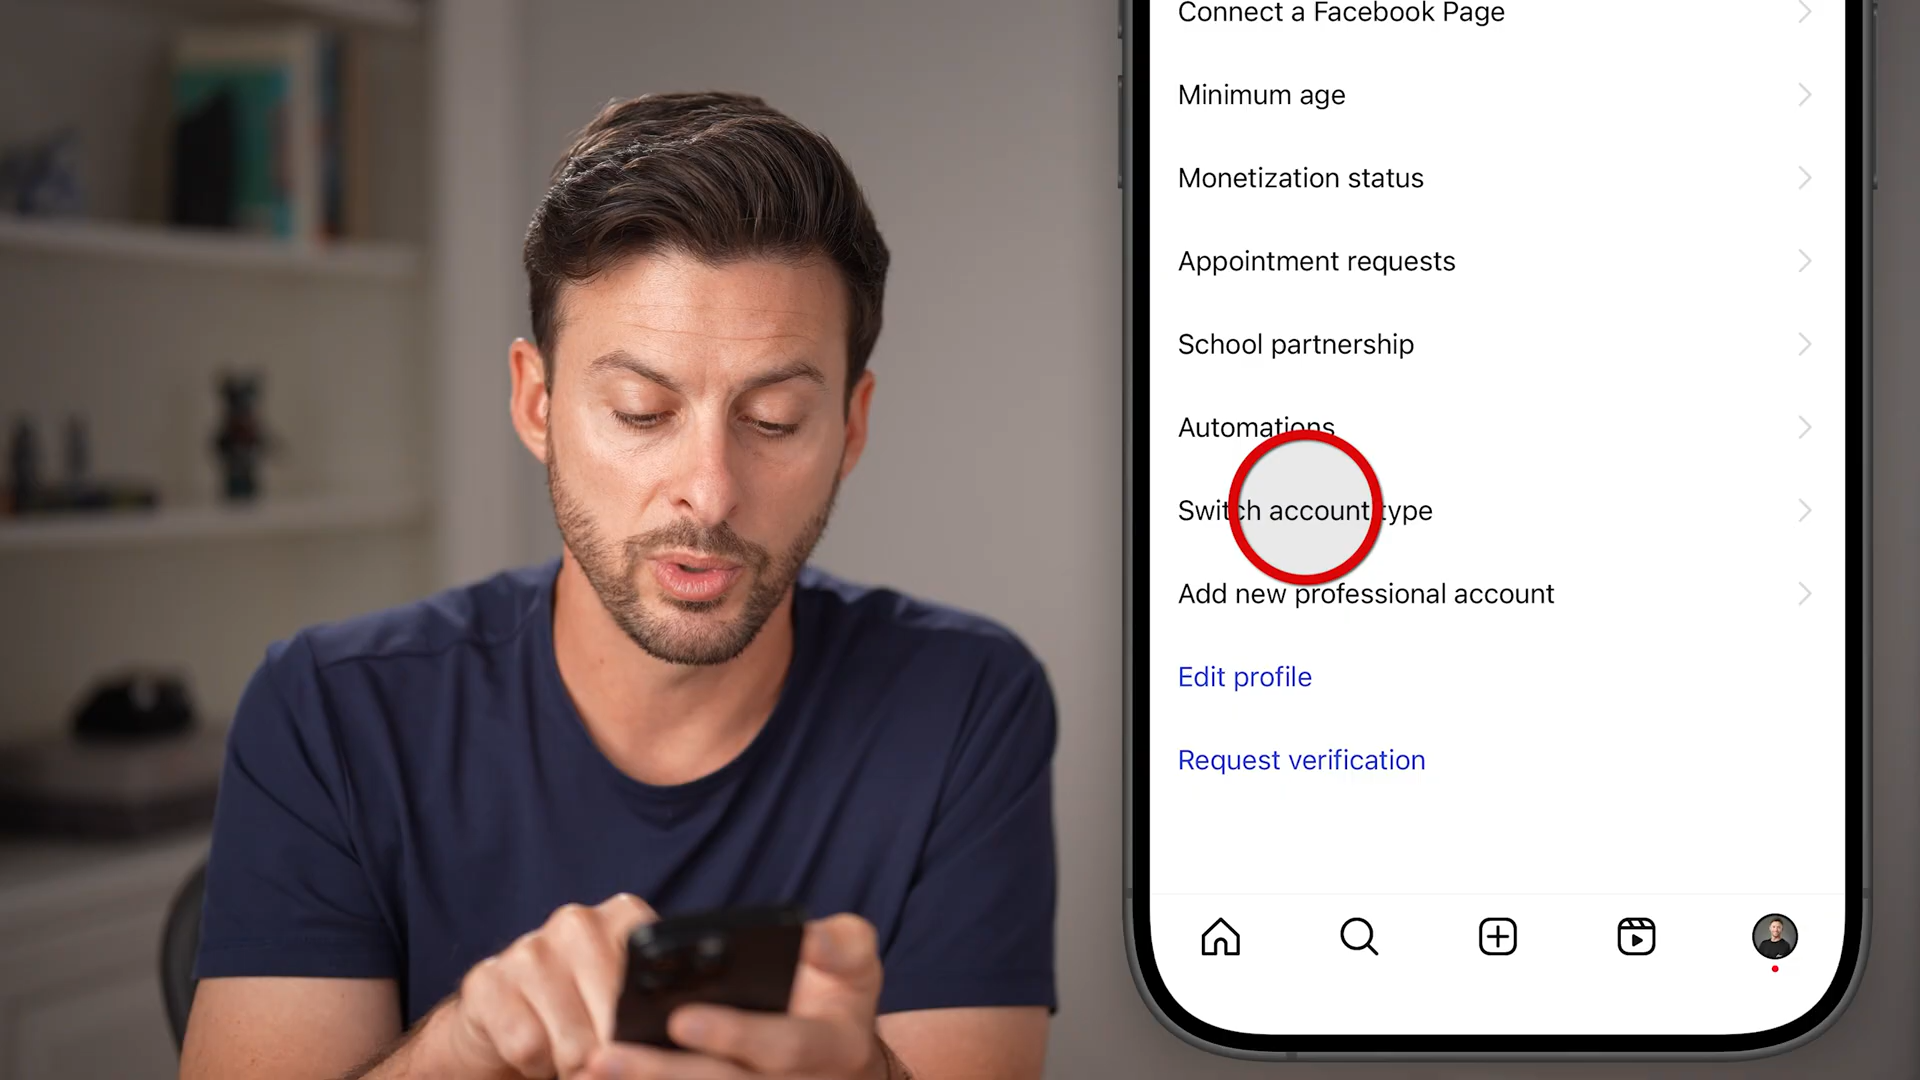 Connect a Facebook Page
Minimum age
Monetization status
Appointment requests
School partnership
Automations
Switch account type
Add new professional account
Edit profile
Request verification